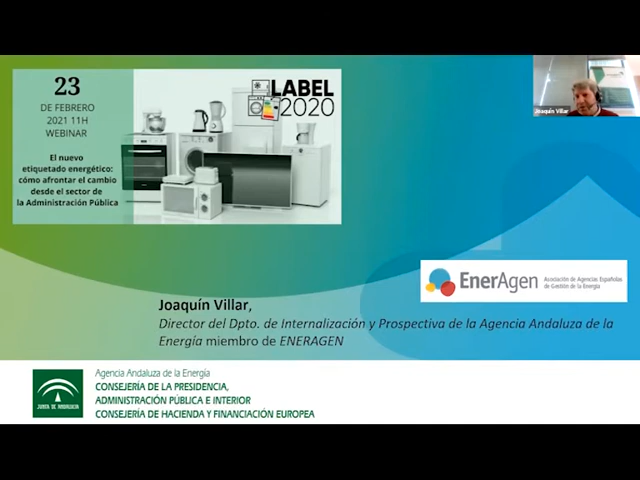 23
DE FEBRERO
2021 11H
WEBINAR
El nuevo
etiquetado energético:
cómo afrontar el cambio
desde el sector de
la Administración Pública
LABEL
2020
Joaquín Villar
EnerAgen
Asociación de Agencias Españolas
de Gestión de la Energía
Joaquín Villar,
Director del Dpto. de Internalización y Prospectiva de la Agencia Andaluza de la
Energía miembro de ENERAGEN
JUNTA DE ANDALUCIA
Agencia Andaluza de la Energía
CONSEJERÍA DE LA PRESIDENCIA,
ADMINISTRACIÓN PÚBLICA E INTERIOR
CONSEJERÍA DE HACIENDA Y FINANCIACIÓN EUROPEA